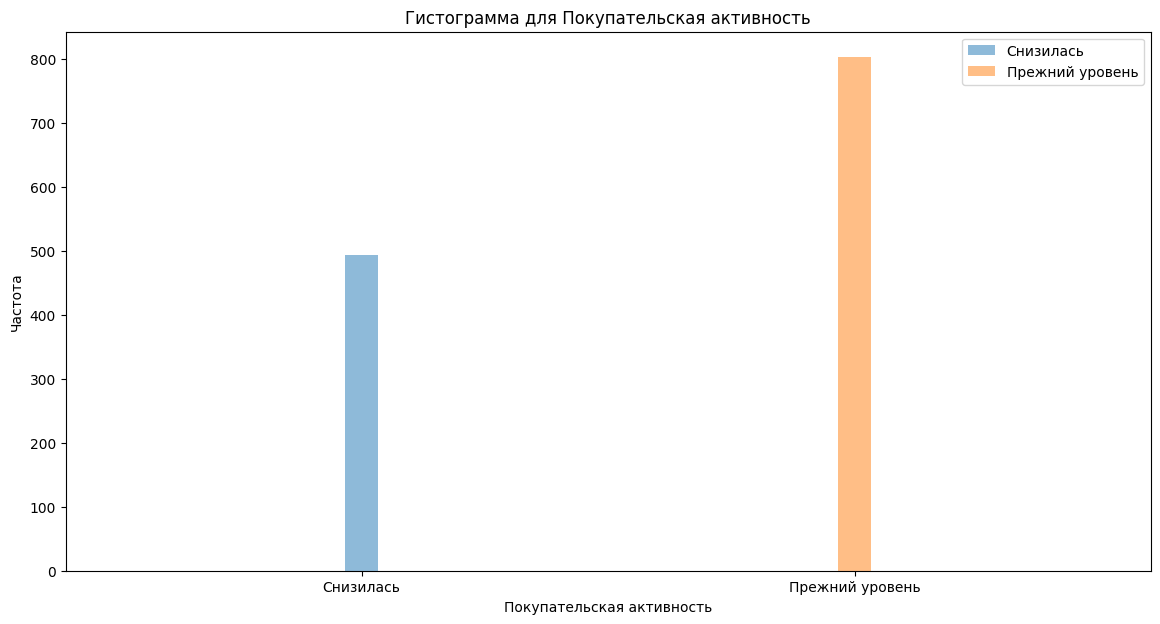 Гистограмма для Покупательская активность
Снизилась
Прежний уровень
Частота
800
700
600
500
400
300
200
100
0
Снизилась
Прежний уровень
Покупательская активность